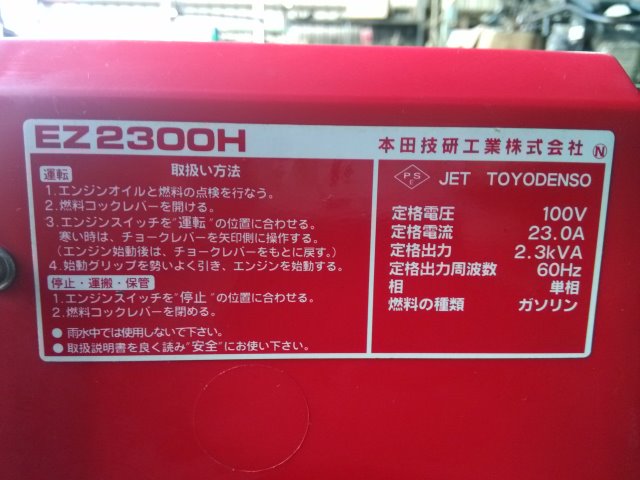 EZ2300H
本田技研工業株式会社 N
運転 取扱い方法
1.エンジンオイルと燃料の点検を行なう。
2.燃料コックレバーを開ける。
3.エンジンスイッチを"運転"の位置に合わせる。
寒い時は、チョークレバーを矢印側に操作する。
(エンジン始動後は、チョークレバーをもとに戻す。)
4.始動グリップを勢いよく引き、エンジンを始動する。
停止・運搬・保管
1.エンジンスイッチを"停止"の位置に合わせる。
2.燃料コックレバーを閉める。
●雨水中では使用しないで下さい。
●取扱説明書を良く読み"安全"にお使い下さい。
PS
E
JET TOYODENSO
定格電圧 100V
定格電流 23.0A
定格出力 2.3kVA
定格出力周波数 60Hz
相 単相
燃料の種類 ガソリン